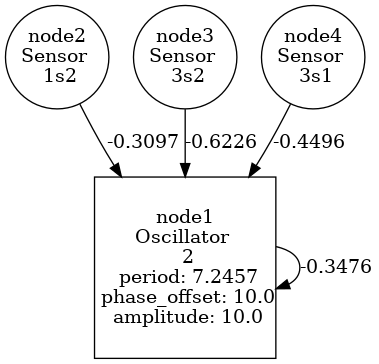 node2
Sensor
1s2
node3
Sensor
3s2
node4
Sensor
3s1
-0.3097
-0.6226
-0.4496
node1
Oscillator
2
period: 7.2457
phase_offset: 10.0
amplitude: 10.0
-0.3476